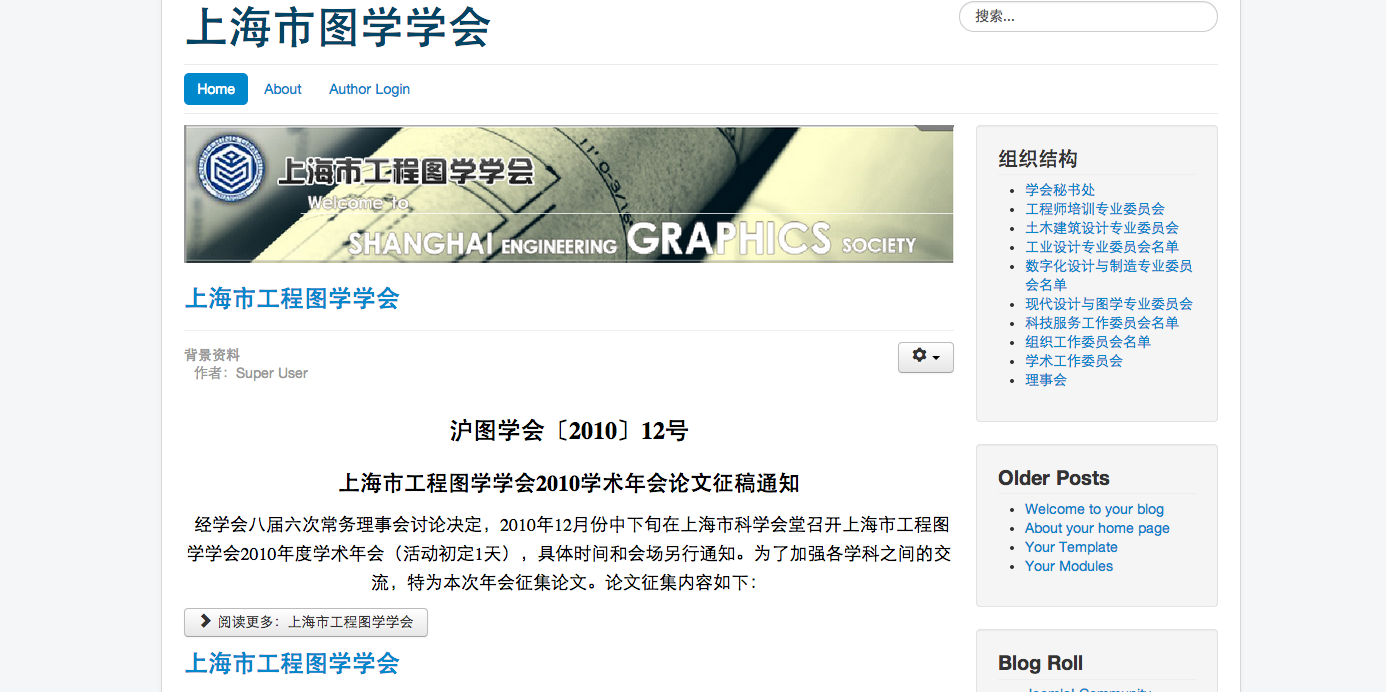 上海市图学学会
搜索...
Home About Author Login
上海市工程图学学会
Welcome to
SHANGHAI ENGINEERING GRAPHICS SOCIETY
上海市工程图学学会
背景资料
作者：Super User
沪图学会〔2010〕12号
上海市工程图学学会2010学术年会论文征稿通知
经学会八届六次常务理事会讨论决定，2010年12月份中下旬在上海市科学会堂召开上海市工程图
学学会2010年度学术年会（活动初定1天），具体时间和会场另行通知。为了加强各学科之间的交
流，特为本次年会征集论文。论文征集内容如下：
阅读更多：上海市工程图学学会
上海市工程图学学会
组织结构
学会秘书处
工程师培训专业委员会
土木建筑设计专业委员会
工业设计专业委员会名单
数字化设计与制造专业委员
会名单
现代设计与图学专业委员会
科技服务工作委员会名单
组织工作委员会名单
学术工作委员会
理事会
Older Posts
Welcome to your blog
About your home page
Your Template
Your Modules
Blog Roll
Joomla! Community